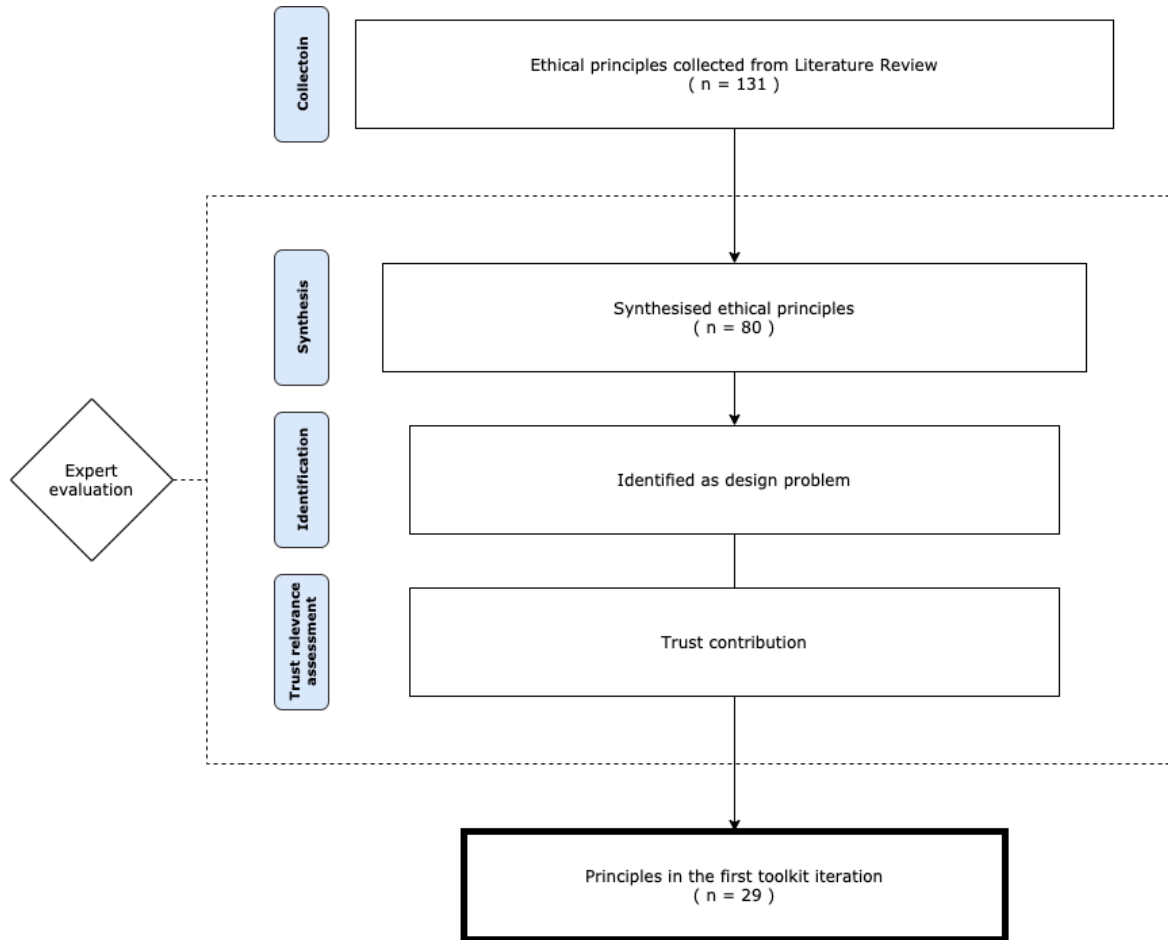 Collectoin
Ethical principles collected from Literature Review
( n = 131 )
Synthesis
Synthesised ethical principles
( n = 80 )
Expert
evaluation
Identification
Identified as design problem
Trust relevance
assessment
Trust contribution
Principles in the first toolkit iteration
( n = 29 )